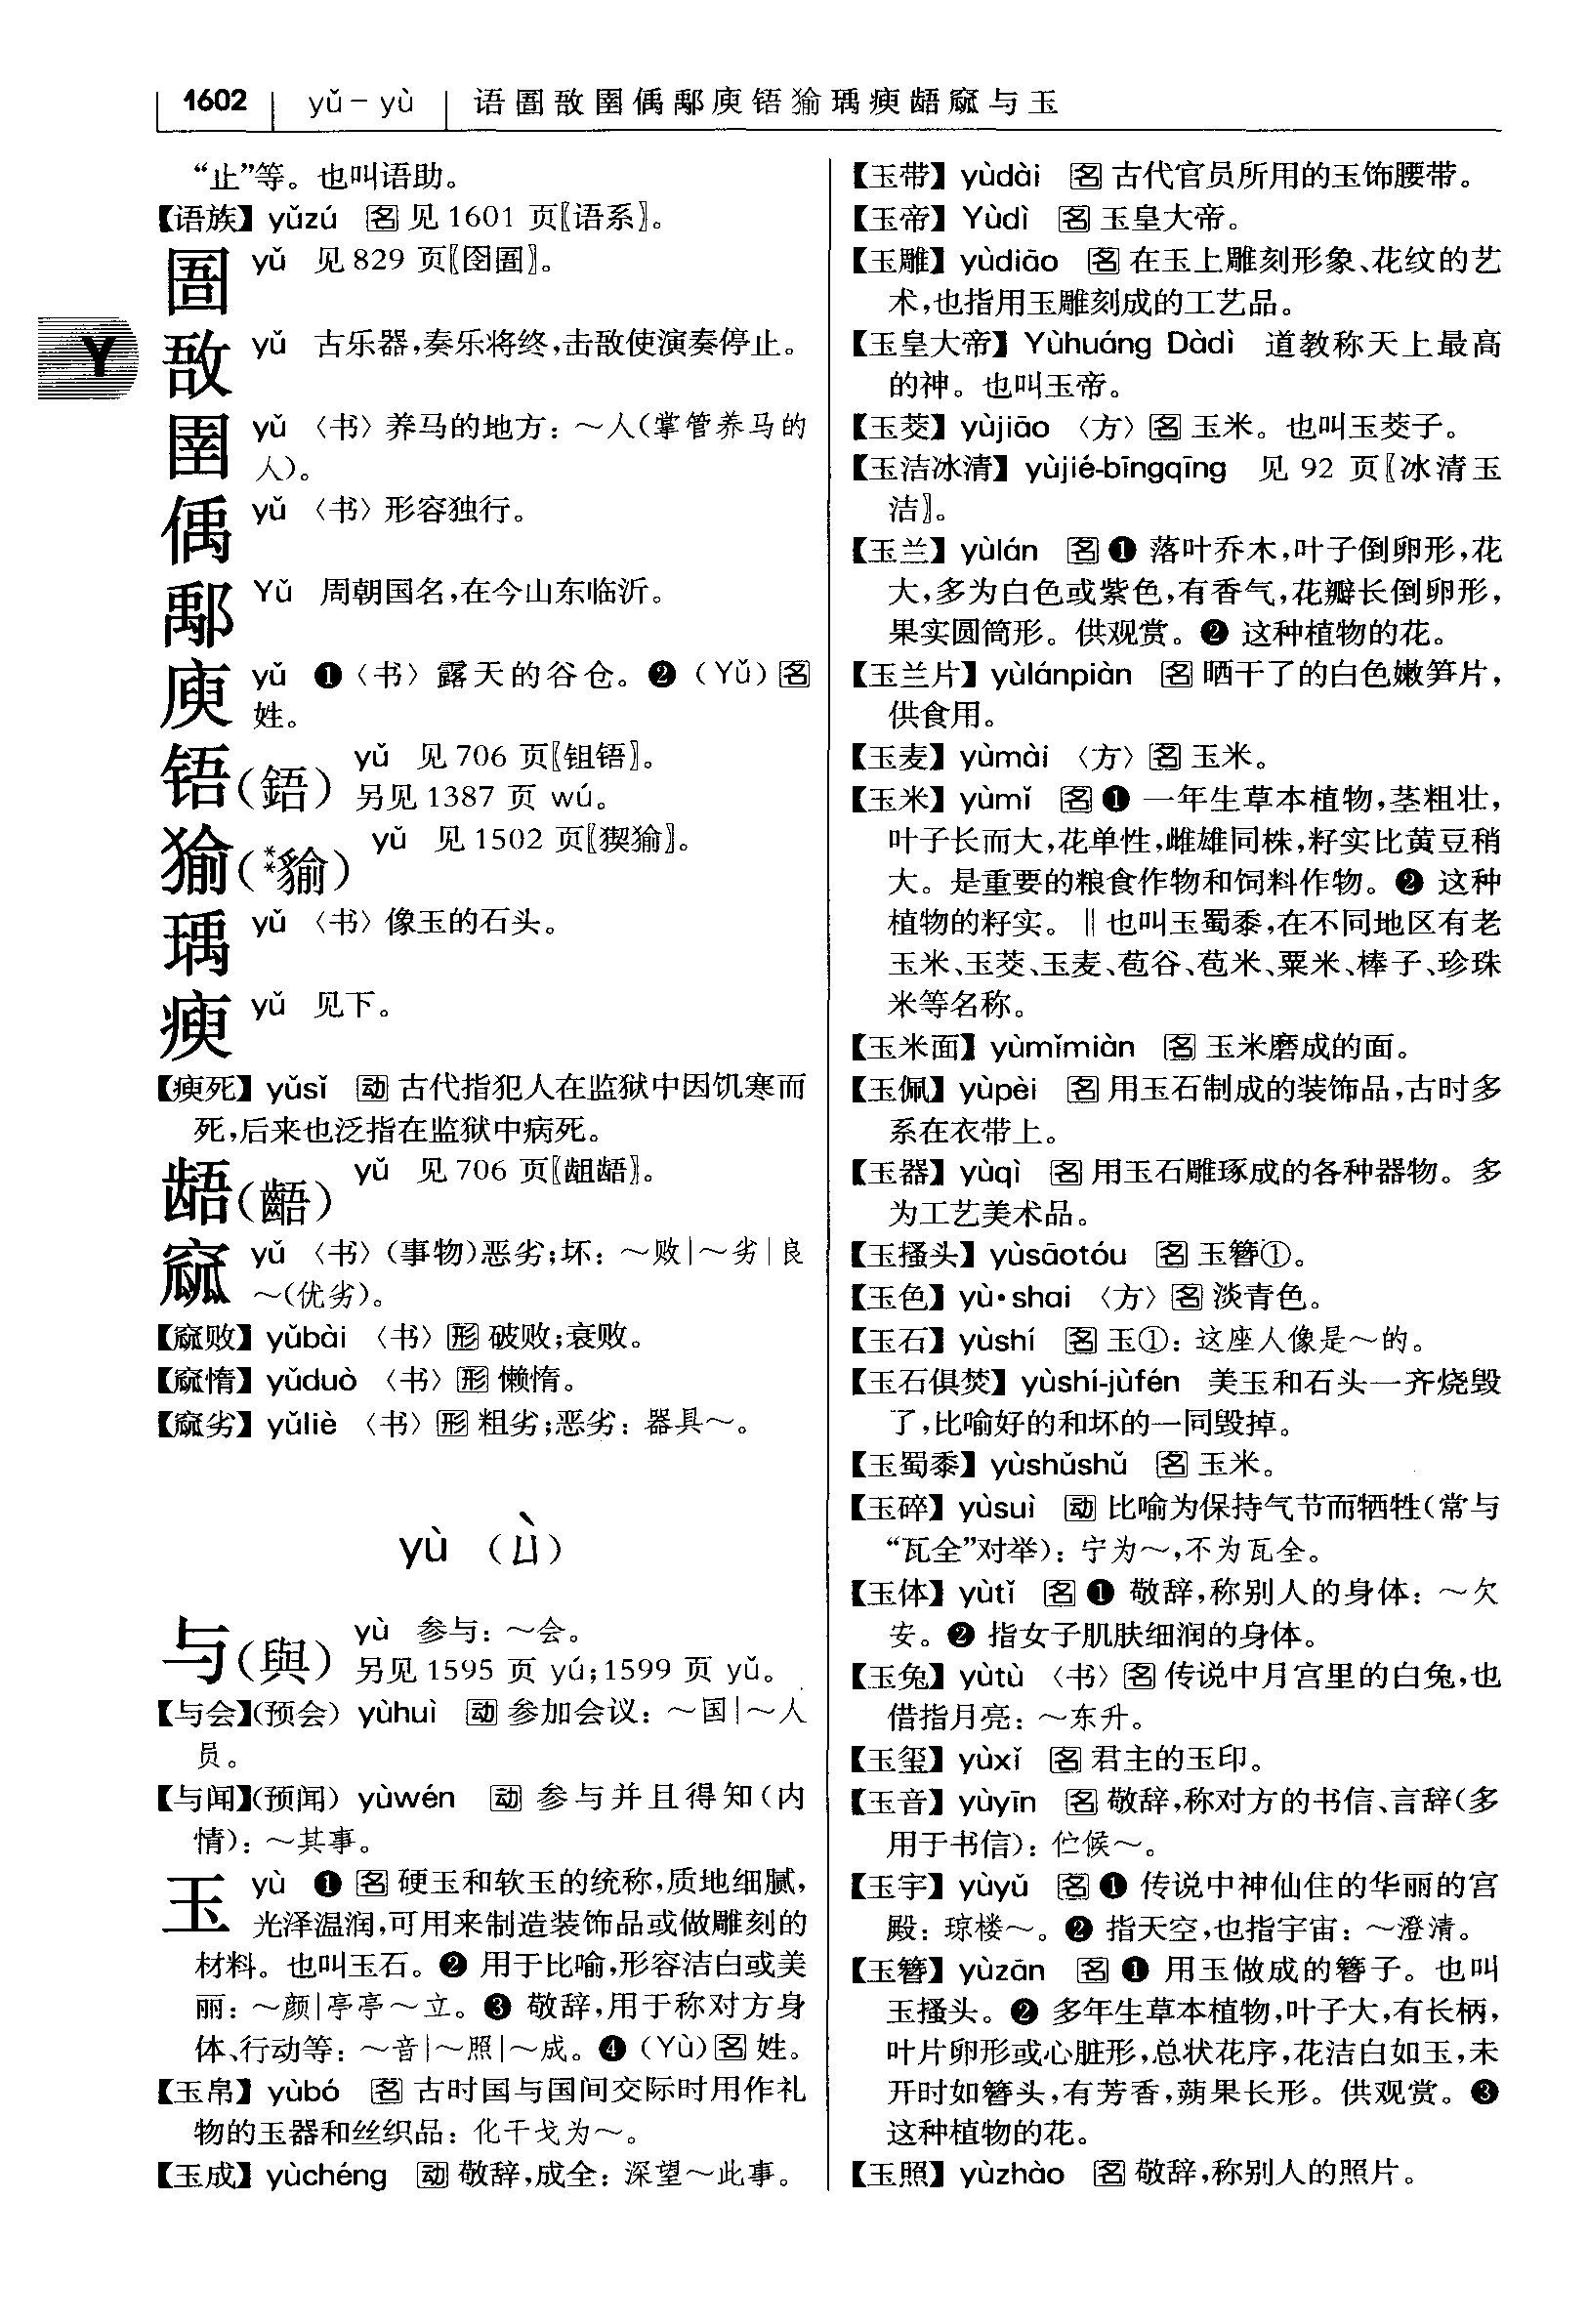 1602 yǔ－yù 语圄敔圉偊鄅庾铻㺄瑀瘐龉窳与玉
“止”等。也叫语助。
【语族】yǔzú 名 见 1601 页〖语系〗。
圄 yǔ 见 829 页〖囹圄〗。
Y
敔 yǔ 古乐器，奏乐将终，击敔使演奏停止。
圉 yǔ 〈书〉养马的地方：～人（掌管养马的
人）。
偊 yǔ 〈书〉形容独行。
鄅 Yǔ 周朝国名，在今山东临沂。
庾 yǔ ❶〈书〉露天的谷仓。❷（Yǔ）名
姓。
铻（鋙） yǔ 见 706 页〖钼铻〗。
另见 1387 页 wú。
㺄（**貐） yǔ 见 1502 页〖猰㺄〗。
瑀 yǔ 〈书〉像玉的石头。
瘐 yǔ 见下。
【瘐死】yǔsǐ 动 古代指犯人在监狱中因饥寒而
死，后来也泛指在监狱中病死。
龉（齬） yǔ 见 706 页〖龃龉〗。
窳 yǔ 〈书〉（事物）恶劣；坏：～败｜～劣｜良
～（优劣）。
【窳败】yǔbài 〈书〉形 破败；衰败。
【窳惰】yǔduò 〈书〉形 懒惰。
【窳劣】yǔliè 〈书〉形 粗劣；恶劣：器具～。
yù （ㄩˋ）
与（與） yù 参与：～会。
另见 1595 页 yú；1599 页 yǔ。
【与会】（预会）yùhuì 动 参加会议：～国｜～人
员。
【与闻】（预闻）yùwén 动 参与并且得知（内
情）：～其事。
玉 yù ❶ 名 硬玉和软玉的统称，质地细腻，
光泽温润，可用来制造装饰品或做雕刻的
材料。也叫玉石。❷ 用于比喻，形容洁白或美
丽：～颜｜亭亭～立。❸ 敬辞，用于称对方身
体、行动等：～音｜～照｜～成。❹（Yù）名 姓。
【玉帛】yùbó 名 古时国与国间交际时用作礼
物的玉器和丝织品：化干戈为～。
【玉成】yùchéng 动 敬辞，成全：深望～此事。
【玉带】yùdài 名 古代官员所用的玉饰腰带。
【玉帝】Yùdì 名 玉皇大帝。
【玉雕】yùdiāo 名 在玉上雕刻形象、花纹的艺
术，也指用玉雕刻成的工艺品。
【玉皇大帝】Yùhuáng Dàdì 道教称天上最高
的神。也叫玉帝。
【玉茭】yùjiāo 〈方〉名 玉米。也叫玉茭子。
【玉洁冰清】yùjié-bīngqīng 见 92 页〖冰清玉
洁〗。
【玉兰】yùlán 名 ❶ 落叶乔木，叶子倒卵形，花
大，多为白色或紫色，有香气，花瓣长倒卵形，
果实圆筒形。供观赏。❷ 这种植物的花。
【玉兰片】yùlánpiàn 名 晒干了的白色嫩笋片，
供食用。
【玉麦】yùmài 〈方〉名 玉米。
【玉米】yùmǐ 名 ❶ 一年生草本植物，茎粗壮，
叶子长而大，花单性，雌雄同株，籽实比黄豆稍
大。是重要的粮食作物和饲料作物。❷ 这种
植物的籽实。‖也叫玉蜀黍，在不同地区有老
玉米、玉茭、玉麦、苞谷、苞米、粟米、棒子、珍珠
米等名称。
【玉米面】yùmǐmiàn 名 玉米磨成的面。
【玉佩】yùpèi 名 用玉石制成的装饰品，古时多
系在衣带上。
【玉器】yùqì 名 用玉石雕琢成的各种器物。多
为工艺美术品。
【玉搔头】yùsāotóu 名 玉簪①。
【玉色】yù·shai 〈方〉名 淡青色。
【玉石】yùshí 名 玉①：这座人像是～的。
【玉石俱焚】yùshí-jùfén 美玉和石头一齐烧毁
了，比喻好的和坏的一同毁掉。
【玉蜀黍】yùshǔshǔ 名 玉米。
【玉碎】yùsuì 动 比喻为保持气节而牺牲（常与
“瓦全”对举）：宁为～，不为瓦全。
【玉体】yùtǐ 名 ❶ 敬辞，称别人的身体：～欠
安。❷ 指女子肌肤细润的身体。
【玉兔】yùtù 〈书〉名 传说中月宫里的白兔，也
借指月亮：～东升。
【玉玺】yùxǐ 名 君主的玉印。
【玉音】yùyīn 名 敬辞，称对方的书信、言辞（多
用于书信）：伫候～。
【玉宇】yùyǔ 名 ❶ 传说中神仙住的华丽的宫
殿：琼楼～。❷ 指天空，也指宇宙：～澄清。
【玉簪】yùzān 名 ❶ 用玉做成的簪子。也叫
玉搔头。❷ 多年生草本植物，叶子大，有长柄，
叶片卵形或心脏形，总状花序，花洁白如玉，未
开时如簪头，有芳香，蒴果长形。供观赏。❸
这种植物的花。
【玉照】yùzhào 名 敬辞，称别人的照片。